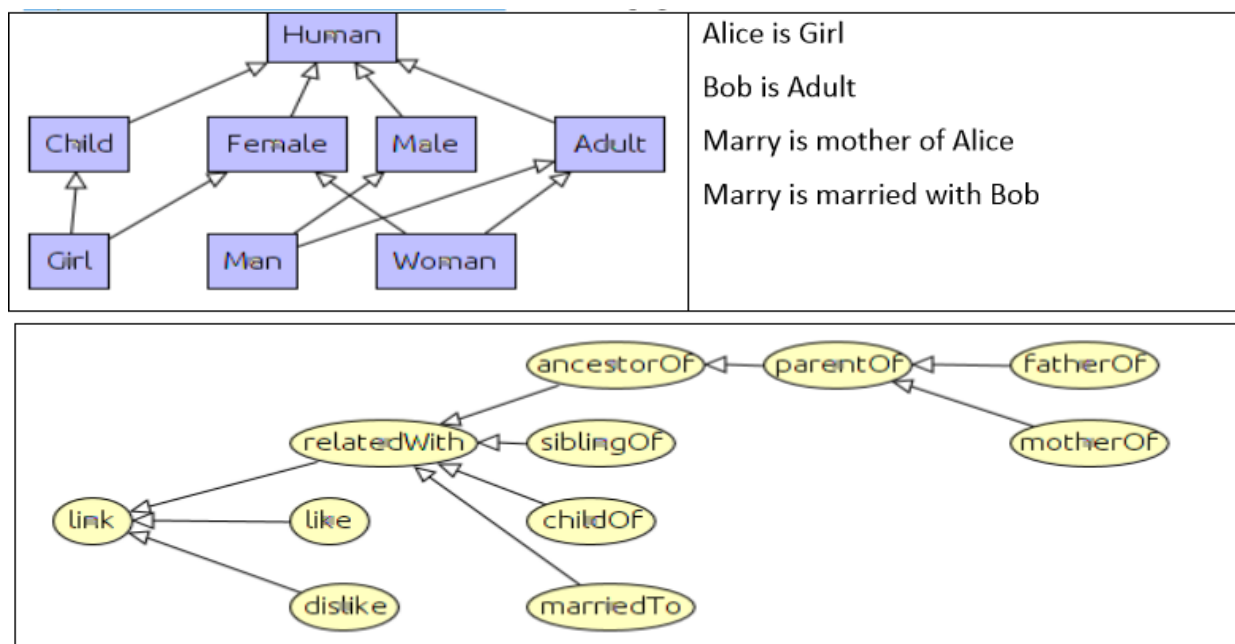 Human
Child Female Male Adult
Girl Man Woman
Alice is Girl
Bob is Adult
Marry is mother of Alice
Marry is married with Bob
ancestorOf parentOf fatherOf
relatedWith siblingOf motherOf
link like childOf
dislike marriedTo